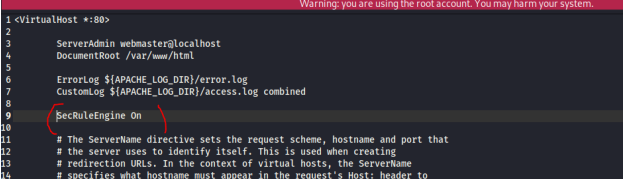 Warning: you are using the root account. You may harm your system.
1 <VirtualHost *:80>
2
3 ServerAdmin webmaster@localhost
4 DocumentRoot /var/www/html
5
6 ErrorLog ${APACHE_LOG_DIR}/error.log
7 CustomLog ${APACHE_LOG_DIR}/access.log combined
8
9 SecRuleEngine On
10
11 # The ServerName directive sets the request scheme, hostname and port that
12 # the server uses to identify itself. This is used when creating
13 # redirection URLs. In the context of virtual hosts, the ServerName
14 # specifies what hostname must appear in the request's Host: header to